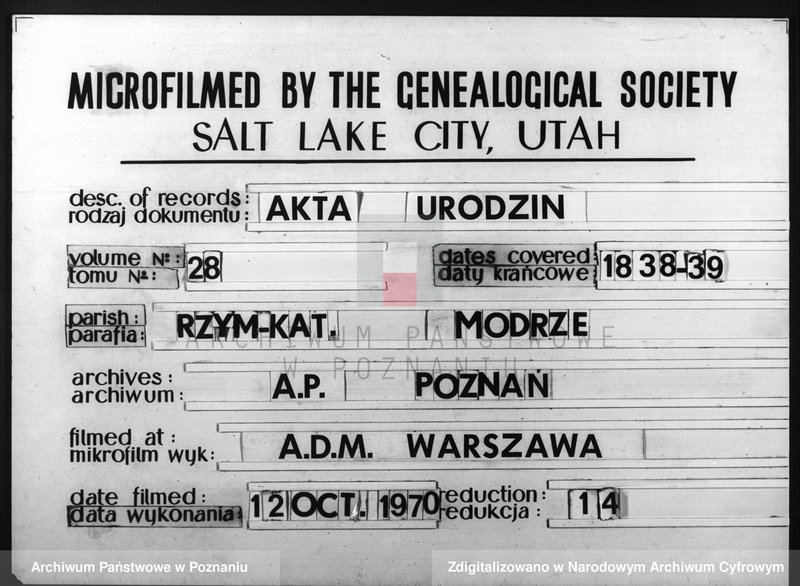 MICROFILMED BY THE GENEALOGICAL SOCIETY
SALT LAKE CITY, UTAH
desc. of records: AKTA URODZIN
rodzaj dokumentu:
volume Nº: 28 dates covered: 1838-39
tomu Nº: daty krańcowe:
parish: RZYM-KAT. MODRZE
parafia:
ARCHIWUM PAŃSTWOWE
W POZNANIU
archives: A.P. POZNAŃ
archiwum:
filmed at: A.D.M. WARSZAWA
mikrofilm wyk:
date filmed: 12 OCT. 1970 reduction: 14
data wykonania: redukcja:
Archiwum Państwowe w Poznaniu
Zdigitalizowano w Narodowym Archiwum Cyfrowym